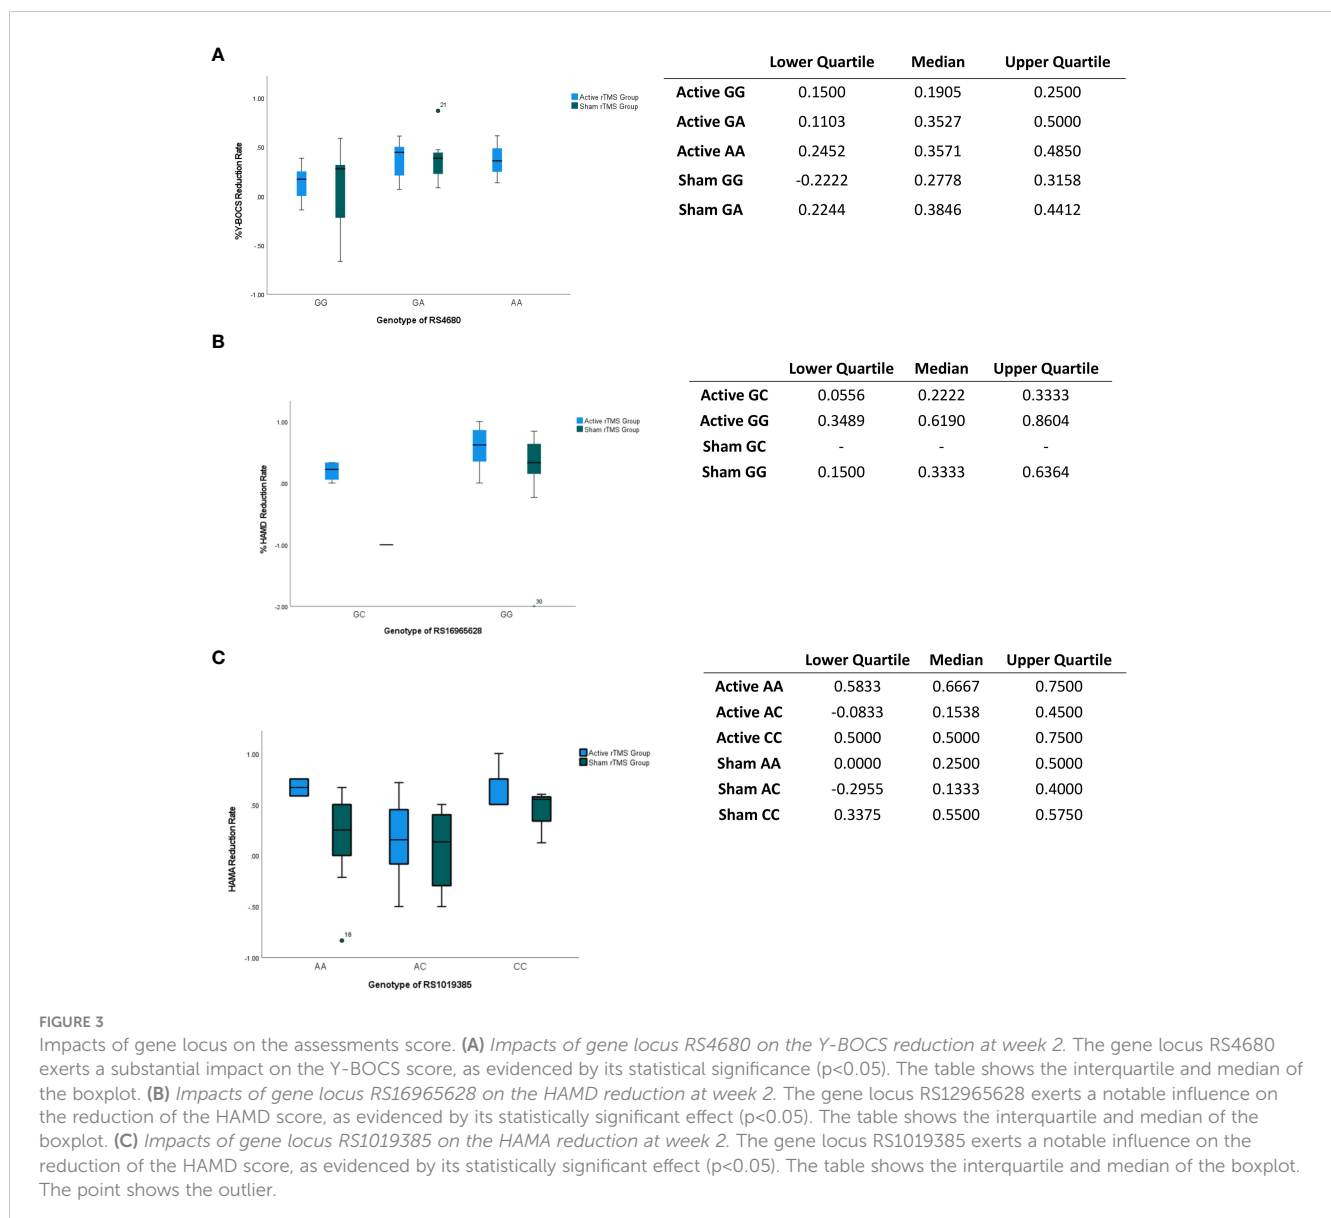 A
Lower Quartile Median Upper Quartile
Active GG 0.1500 0.1905 0.2500
Active GA 0.1103 0.3527 0.5000
Active AA 0.2452 0.3571 0.4850
Sham GG -0.2222 0.2778 0.3158
Sham GA 0.2244 0.3846 0.4412
%Y-BOCS Reduction Rate
1.00
.50
.00
-.50
-1.00
21
Active rTMS Group
Sham rTMS Group
GG GA AA
Genotype of RS4680
B
Lower Quartile Median Upper Quartile
Active GC 0.0556 0.2222 0.3333
Active GG 0.3489 0.6190 0.8604
Sham GC - - -
Sham GG 0.1500 0.3333 0.6364
% HAMD Reduction Rate
1.00
.00
-1.00
-2.00
30
Active rTMS Group
Sham rTMS Group
GC GG
Genotype of RS16965628
C
Lower Quartile Median Upper Quartile
Active AA 0.5833 0.6667 0.7500
Active AC -0.0833 0.1538 0.4500
Active CC 0.5000 0.5000 0.7500
Sham AA 0.0000 0.2500 0.5000
Sham AC -0.2955 0.1333 0.4000
Sham CC 0.3375 0.5500 0.5750
HAMA Reduction Rate
1.00
.50
.00
-.50
-1.00
18
Active rTMS Group
Sham rTMS Group
AA AC CC
Genotype of RS1019385
FIGURE 3
Impacts of gene locus on the assessments score. (A) Impacts of gene locus RS4680 on the Y-BOCS reduction at week 2. The gene locus RS4680
exerts a substantial impact on the Y-BOCS score, as evidenced by its statistical significance (p<0.05). The table shows the interquartile and median of
the boxplot. (B) Impacts of gene locus RS16965628 on the HAMD reduction at week 2. The gene locus RS12965628 exerts a notable influence on
the reduction of the HAMD score, as evidenced by its statistically significant effect (p<0.05). The table shows the interquartile and median of the
boxplot. (C) Impacts of gene locus RS1019385 on the HAMA reduction at week 2. The gene locus RS1019385 exerts a notable influence on the
reduction of the HAMD score, as evidenced by its statistically significant effect (p<0.05). The table shows the interquartile and median of the boxplot.
The point shows the outlier.